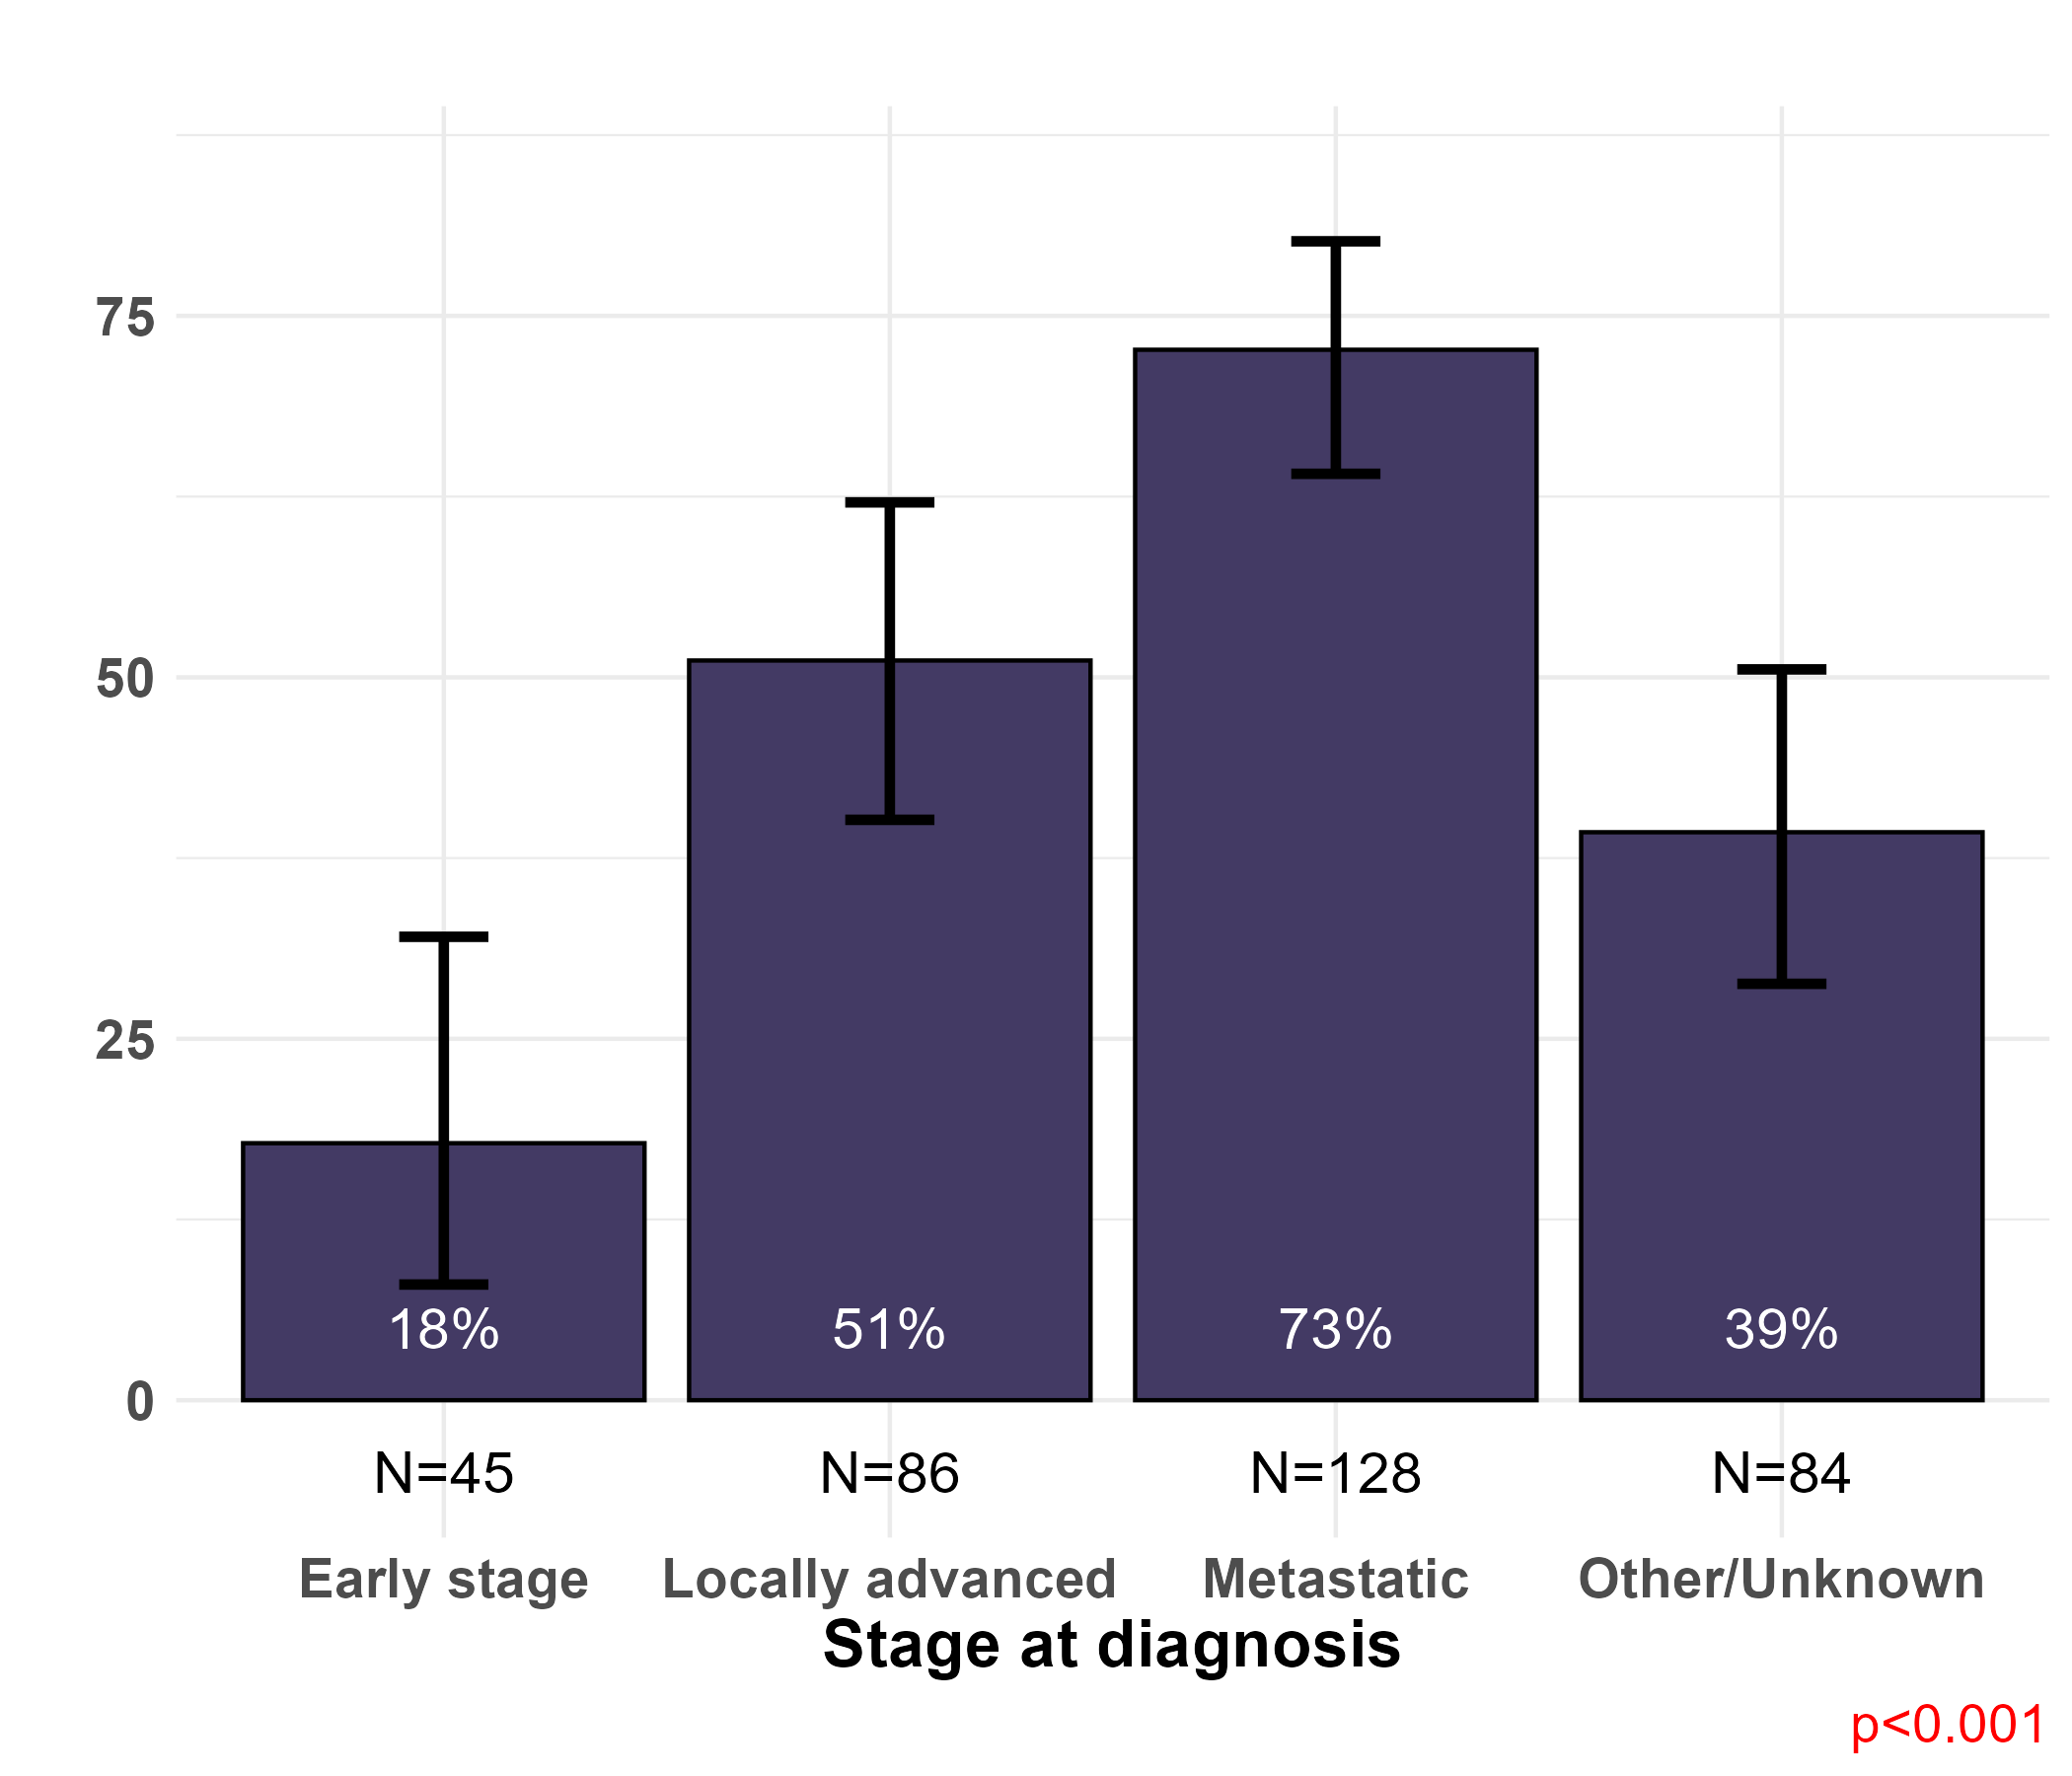 75
50
25
0
18% 51% 73% 39%
N=45 N=86 N=128 N=84
Early stage Locally advanced Metastatic Other/Unknown
Stage at diagnosis
p<0.001